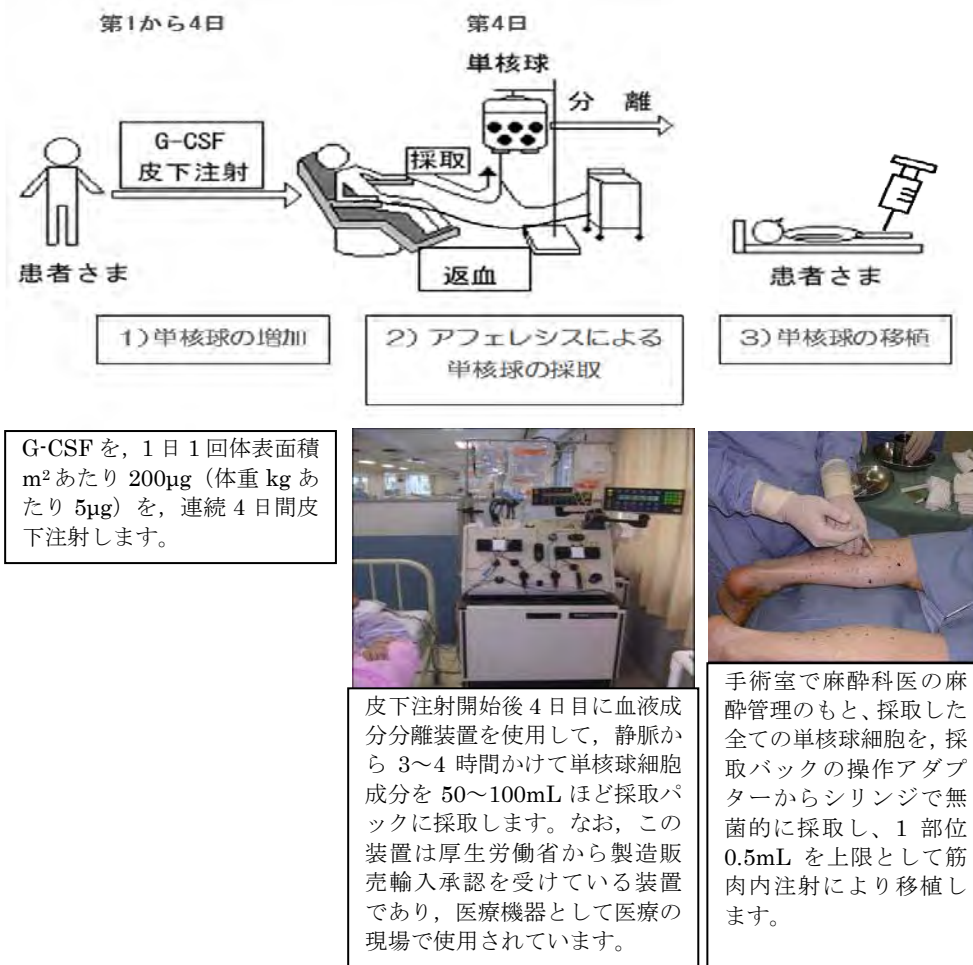 第1から4日
第4日
単核球
分 離
G-CSF
皮下注射
採取
返血
患者さま
患者さま
1)単核球の増加
2) アフェレシスによる
単核球の採取
3)単核球の移植
G-CSF を，1 日 1 回体表面積
m²あたり 200μg（体重 kg あ
たり 5μg）を，連続 4 日間皮
下注射します。
皮下注射開始後 4 日目に血液成
分分離装置を使用して，静脈か
ら 3～4 時間かけて単核球細胞
成分を 50～100mL ほど採取パ
ックに採取します。なお，この
装置は厚生労働省から製造販
売輸入承認を受けている装置
であり，医療機器として医療の
現場で使用されています。
手術室で麻酔科医の麻
酔管理のもと、採取した
全ての単核球細胞を，採
取バックの操作アダプ
ターからシリンジで無
菌的に採取し、1 部位
0.5mL を上限として筋
肉内注射により移植し
ます。